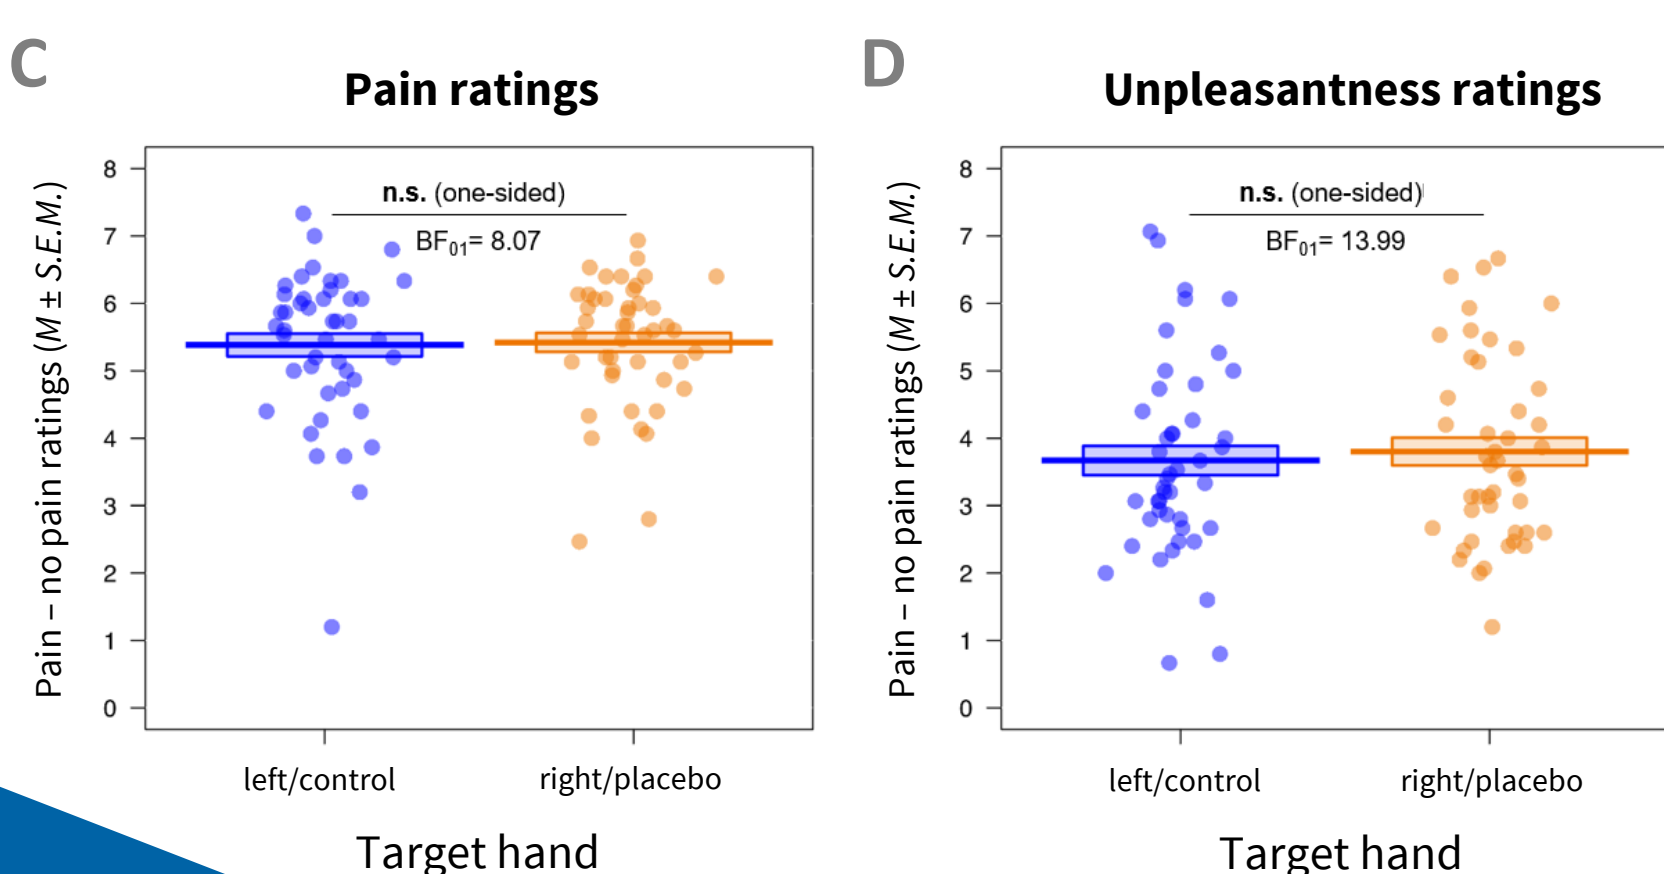 C
Pain ratings
Pain – no pain ratings (M ± S.E.M.)
8
7
6
5
4
3
2
1
0
n.s. (one-sided)
BF01= 8.07
left/control
right/placebo
Target hand
D
Unpleasantness ratings
Pain – no pain ratings (M ± S.E.M.)
8
7
6
5
4
3
2
1
0
n.s. (one-sided)
BF01= 13.99
left/control
right/placebo
Target hand